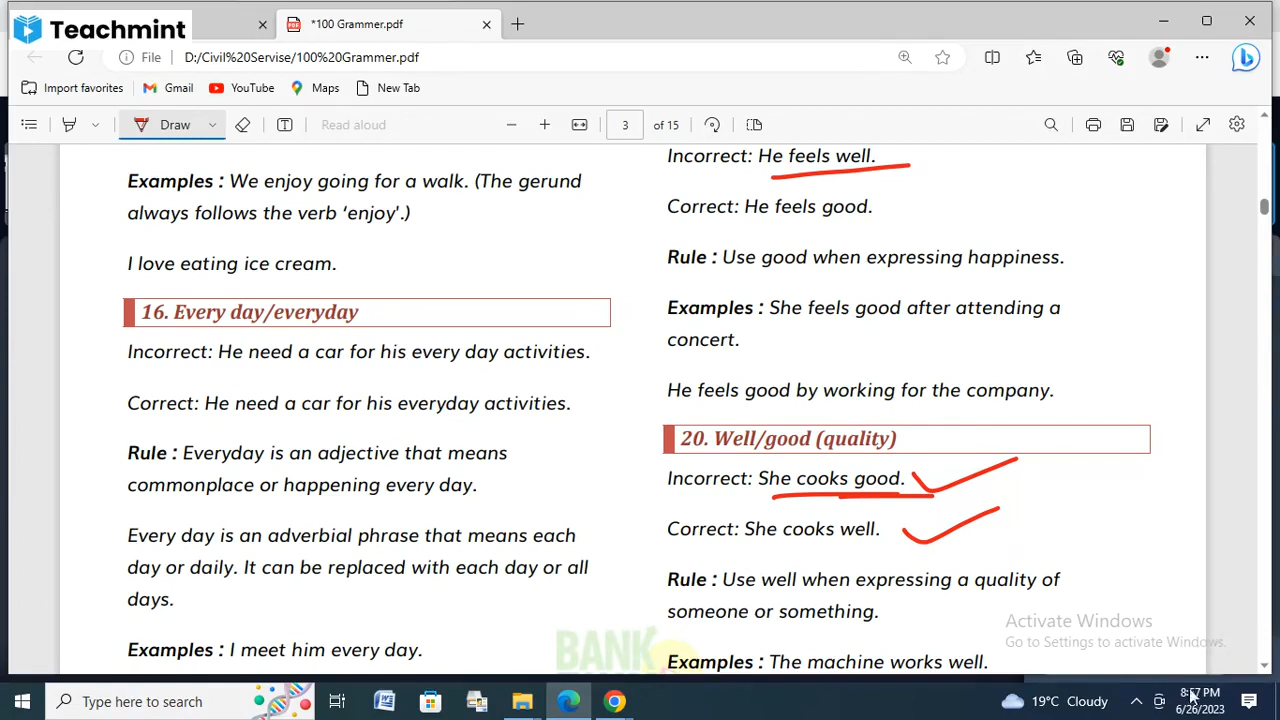 Teachmint
*100 Grammer.pdf
File
D:/Civil%20Servise/100%20Grammer.pdf
Import favorites
Gmail
YouTube
Maps
New Tab
Draw
Read aloud
3
of 15
Examples : We enjoy going for a walk. (The gerund
always follows the verb ‘enjoy’.)
I love eating ice cream.
16. Every day/everyday
Incorrect: He need a car for his every day activities.
Correct: He need a car for his everyday activities.
Rule : Everyday is an adjective that means
commonplace or happening every day.
Every day is an adverbial phrase that means each
day or daily. It can be replaced with each day or all
days.
Examples : I meet him every day.
Incorrect: He feels well.
Correct: He feels good.
Rule : Use good when expressing happiness.
Examples : She feels good after attending a
concert.
He feels good by working for the company.
20. Well/good (quality)
Incorrect: She cooks good.
Correct: She cooks well.
Rule : Use well when expressing a quality of
someone or something.
Examples : The machine works well.
BANK
Activate Windows
Go to Settings to activate Windows.
Type here to search
19°C Cloudy
8:57 PM
6/26/2023